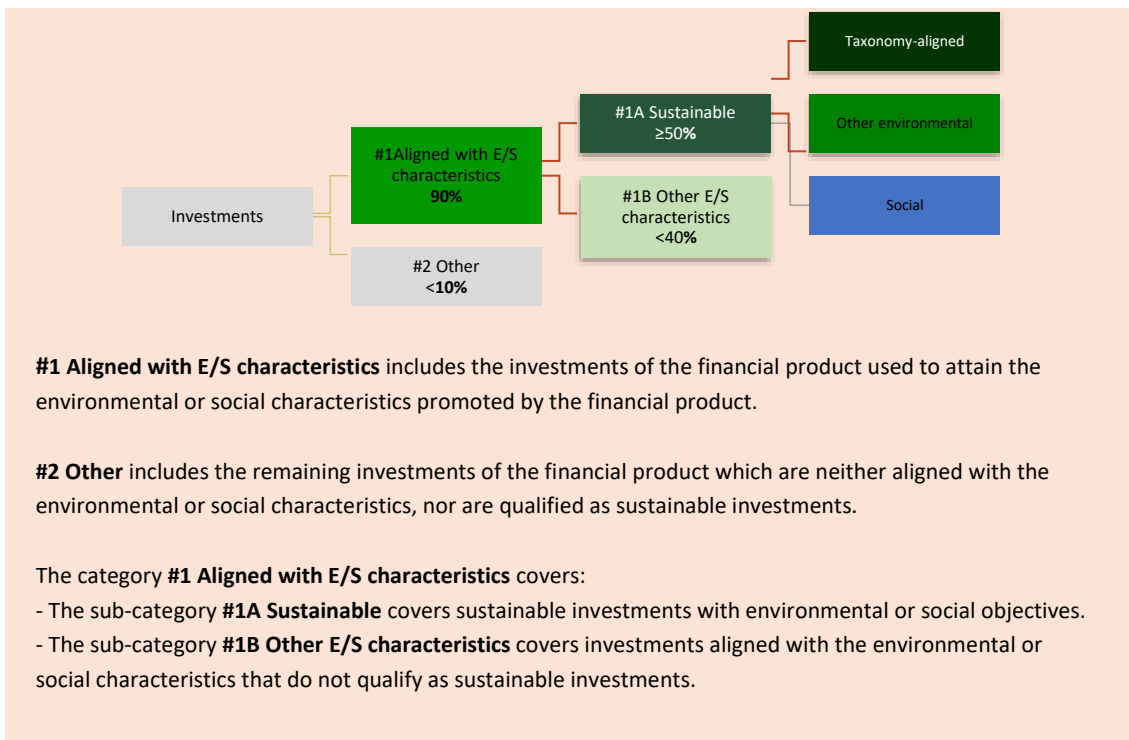 Taxonomy-aligned
#1A Sustainable
≥50%
Other environmental
#1Aligned with E/S
characteristics
90%
#1B Other E/S
characteristics
<40%
Social
Investments
#2 Other
<10%
#1 Aligned with E/S characteristics includes the investments of the financial product used to attain the
environmental or social characteristics promoted by the financial product.
#2 Other includes the remaining investments of the financial product which are neither aligned with the
environmental or social characteristics, nor are qualified as sustainable investments.
The category #1 Aligned with E/S characteristics covers:
- The sub-category #1A Sustainable covers sustainable investments with environmental or social objectives.
- The sub-category #1B Other E/S characteristics covers investments aligned with the environmental or
social characteristics that do not qualify as sustainable investments.